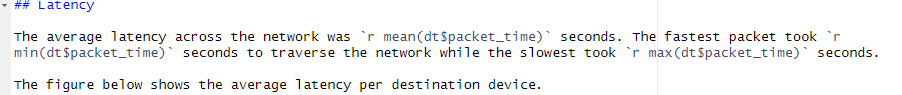 ## Latency
The average latency across the network was `r mean(dt$packet_time)` seconds. The fastest packet took `r
min(dt$packet_time)` seconds to traverse the network while the slowest took `r max(dt$packet_time)` seconds.
The figure below shows the average latency per destination device.